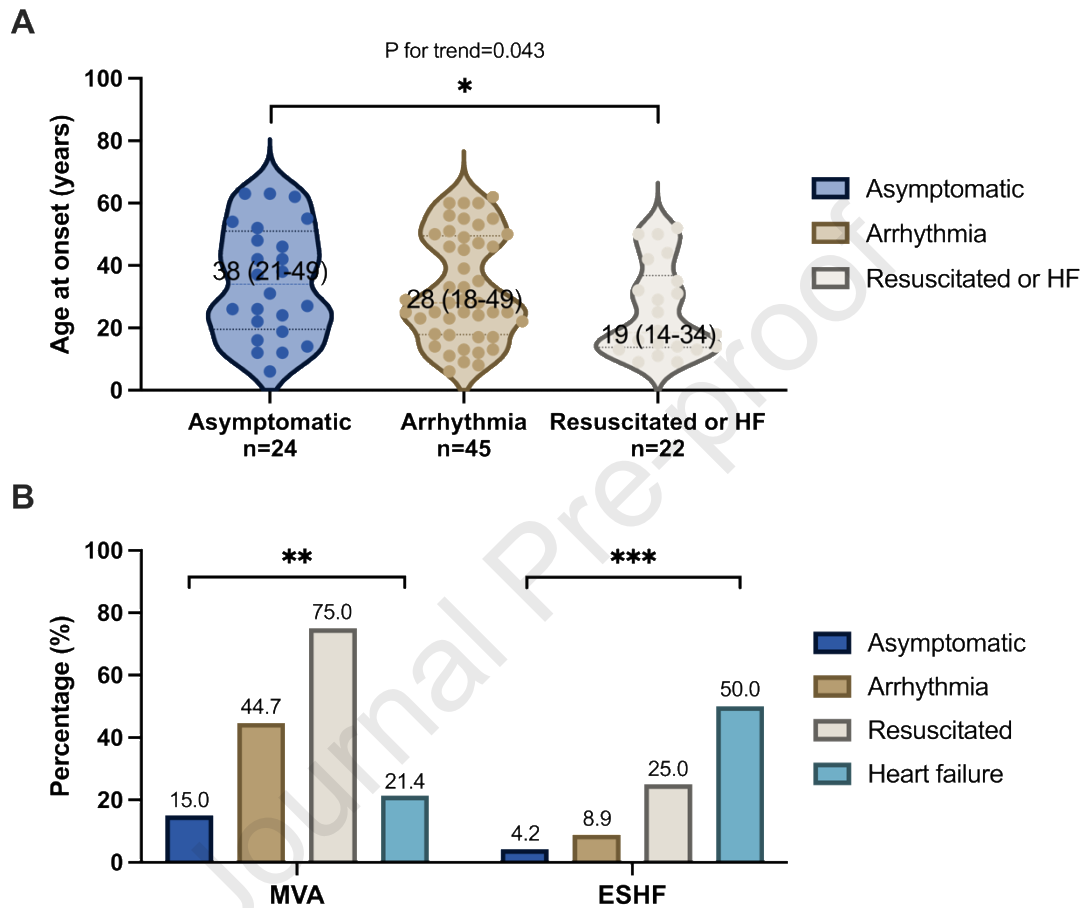 A
P for trend=0.043
*
Age at onset (years)
100
80
60
40
20
0
38 (21-49)
28 (18-49)
19 (14-34)
Asymptomatic
n=24
Arrhythmia
n=45
Resuscitated or HF
n=22
Asymptomatic
Arrhythmia
Resuscitated or HF
B
Percentage (%)
100
80
60
40
20
0
**
***
15.0
44.7
75.0
21.4
4.2
8.9
25.0
50.0
MVA
ESHF
Asymptomatic
Arrhythmia
Resuscitated
Heart failure
Journal Pre-proof